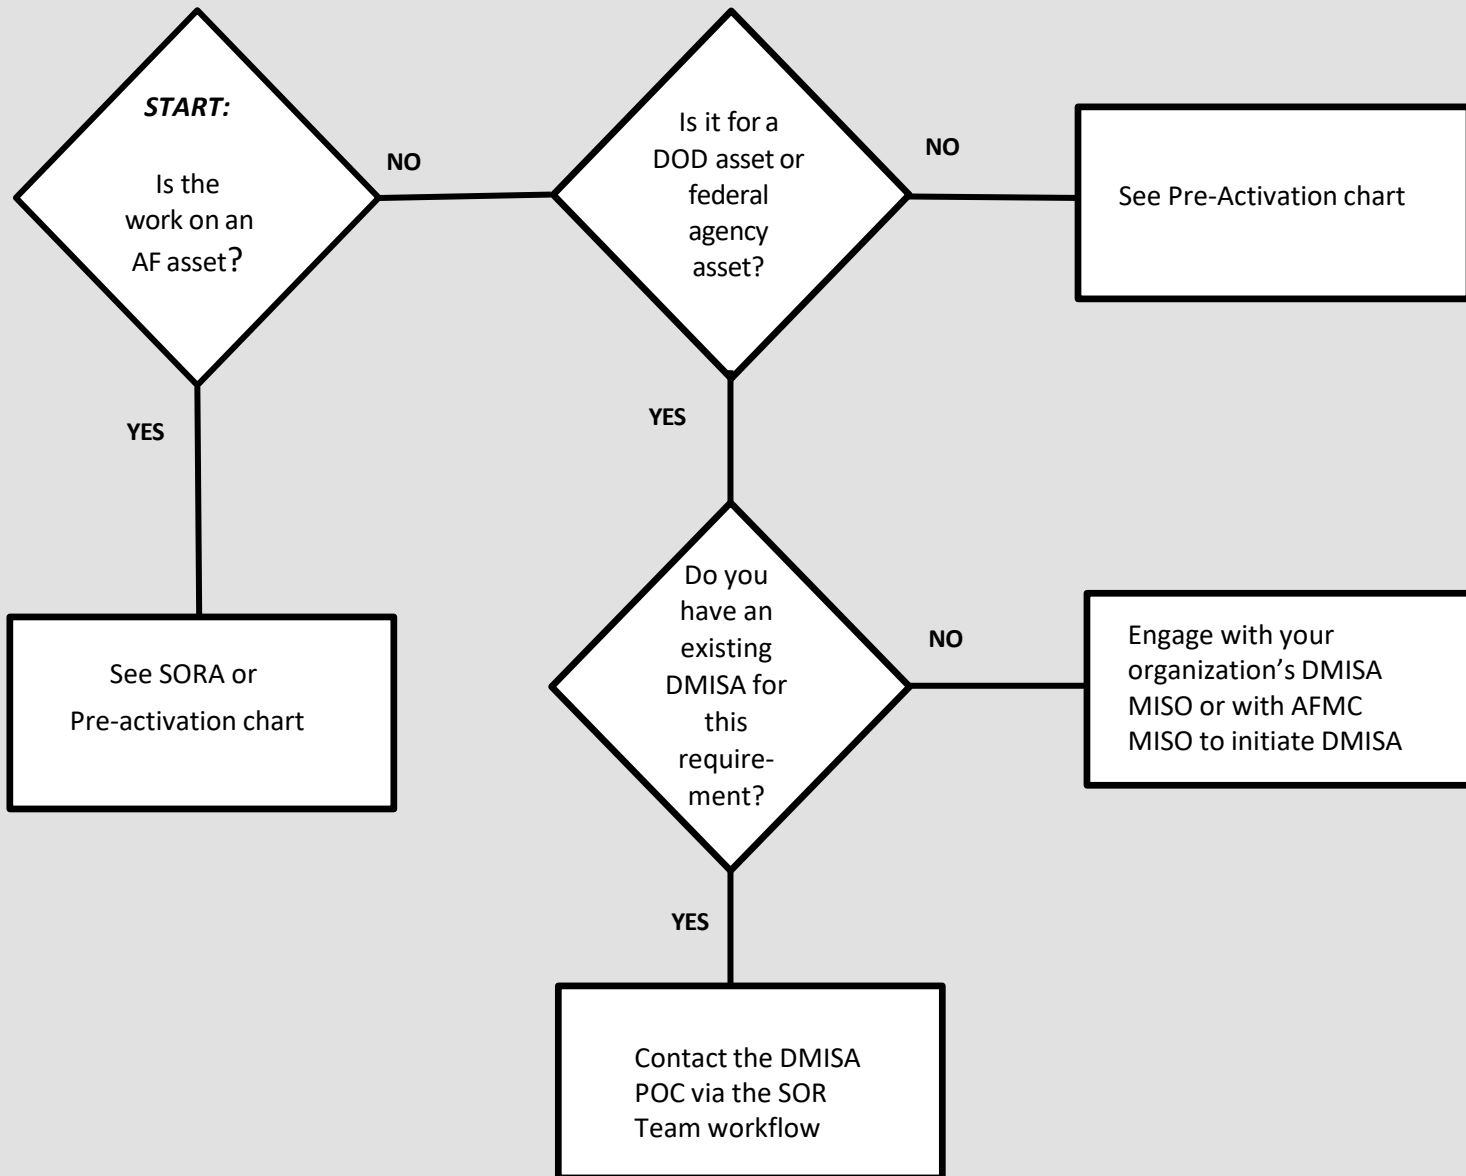 START:
Is the
work on an
AF asset?
NO
Is it for a
DOD asset or
federal
agency
asset?
NO
See Pre-Activation chart
YES
See SORA or
Pre-activation chart
YES
Do you
have an
existing
DMISA for
this
require-
ment?
NO
Engage with your
organization’s DMISA
MISO or with AFMC
MISO to initiate DMISA
YES
Contact the DMISA
POC via the SOR
Team workflow